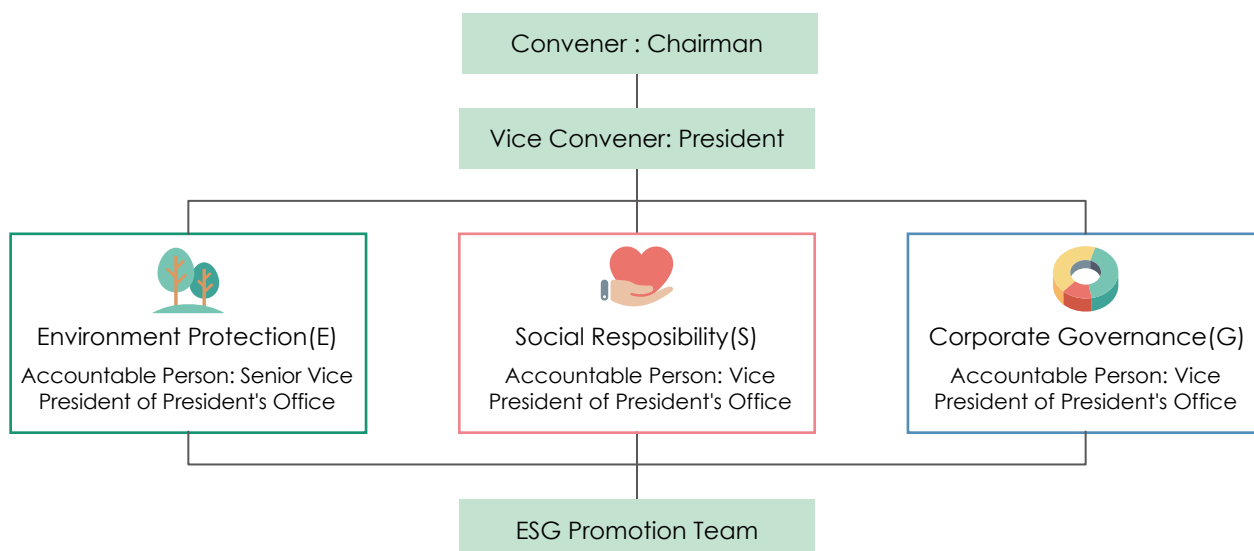 Convener : Chairman
Vice Convener: President
Environment Protection(E)
Accountable Person: Senior Vice
President of President's Office
Social Resposibility(S)
Accountable Person: Vice
President of President's Office
Corporate Governance(G)
Accountable Person: Vice
President of President's Office
ESG Promotion Team